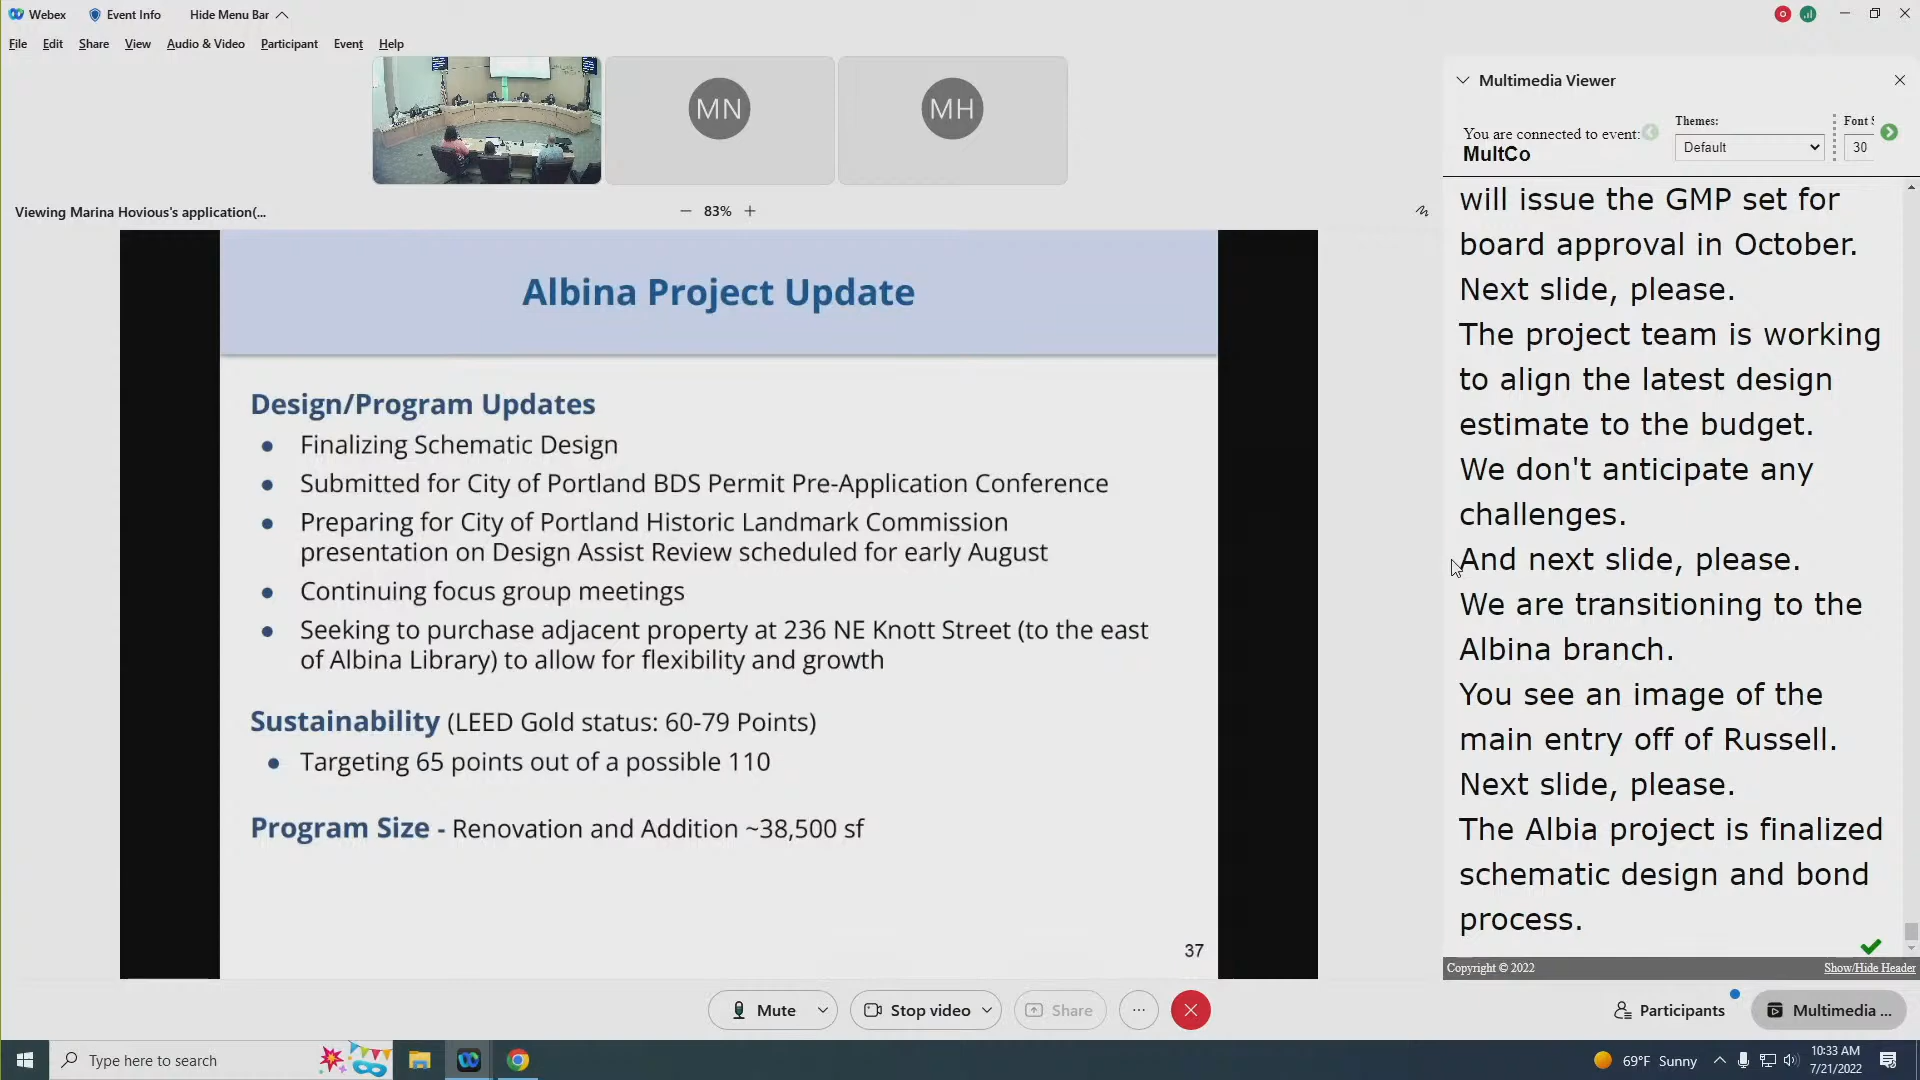 Webex
Event Info
Hide Menu Bar
File Edit Share View Audio & Video Participant Event Help
MN
MH
Viewing Marina Hovious's application(...
83%
Albina Project Update
Design/Program Updates
Finalizing Schematic Design
Submitted for City of Portland BDS Permit Pre-Application Conference
Preparing for City of Portland Historic Landmark Commission
presentation on Design Assist Review scheduled for early August
Continuing focus group meetings
Seeking to purchase adjacent property at 236 NE Knott Street (to the east
of Albina Library) to allow for flexibility and growth
Sustainability (LEED Gold status: 60-79 Points)
Targeting 65 points out of a possible 110
Program Size - Renovation and Addition ~38,500 sf
37
Multimedia Viewer
You are connected to event:
MultCo
Themes:
Default
Font S
30
will issue the GMP set for
board approval in October.
Next slide, please.
The project team is working
to align the latest design
estimate to the budget.
We don't anticipate any
challenges.
And next slide, please.
We are transitioning to the
Albina branch.
You see an image of the
main entry off of Russell.
Next slide, please.
The Albia project is finalized
schematic design and bond
process.
Copyright © 2022
Show/Hide Header
Mute
Stop video
Share
Participants
Multimedia ...
Type here to search
69°F Sunny
10:33 AM
7/21/2022